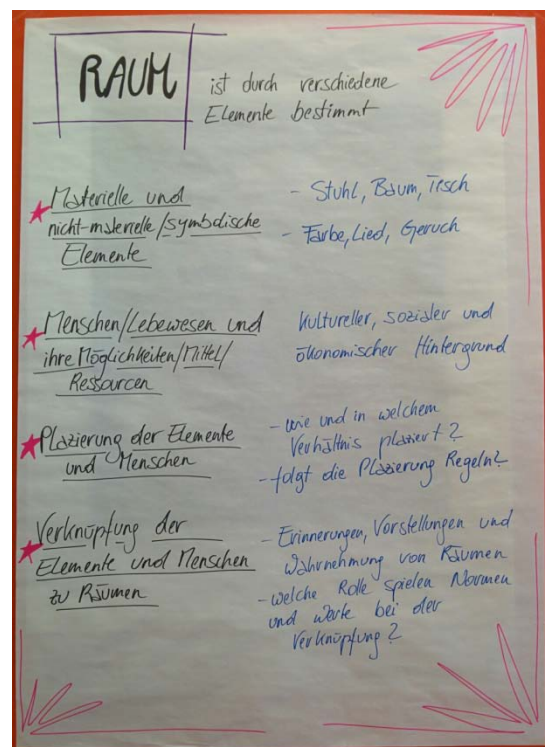 RAUM ist durch verschiedene
Elemente bestimmt
Materielle und
nicht-materielle/symbolische
Elemente
- Stuhl, Baum, Tisch
- Farbe, Lied, Geruch
Menschen/Lebewesen und
ihre Möglichkeiten/Mittel/
Ressourcen
Kultureller, sozialer und
ökonomischer Hintergrund
Plazierung der Elemente
und Menschen
- wie und in welchem
Verhältnis plaziert?
- folgt die Plazierung Regeln?
Verknüpfung der
Elemente und Menschen
zu Räumen
- Erinnerungen, Vorstellungen und
Wahrnehmung von Räumen
- welche Rolle spielen Normen
und Werte bei der
Verknüpfung?